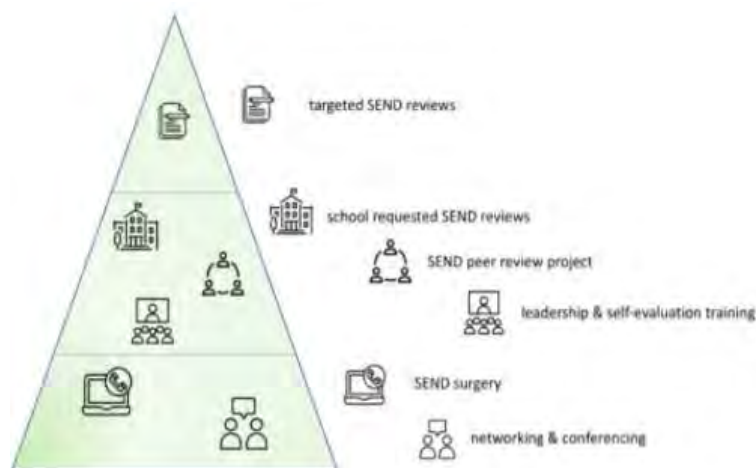 targeted SEND reviews
school requested SEND reviews
SEND peer review project
leadership & self-evaluation training
SEND surgery
networking & conferencing